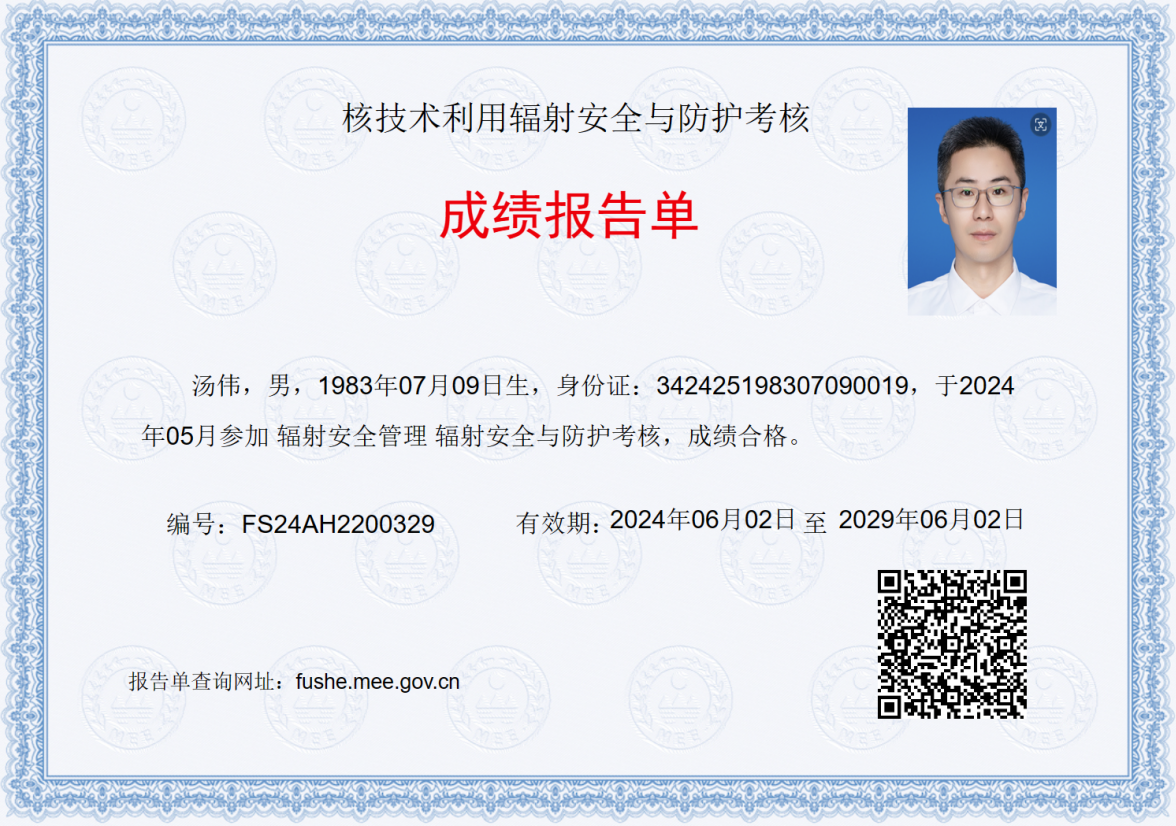 核技术利用辐射安全与防护考核
成绩报告单
汤伟，男，1983年07月09日生，身份证：342425198307090019，于2024
年05月参加 辐射安全管理 辐射安全与防护考核，成绩合格。
编号：FS24AH2200329 有效期：2024年06月02日 至 2029年06月02日
报告单查询网址：fushe.mee.gov.cn
MEE